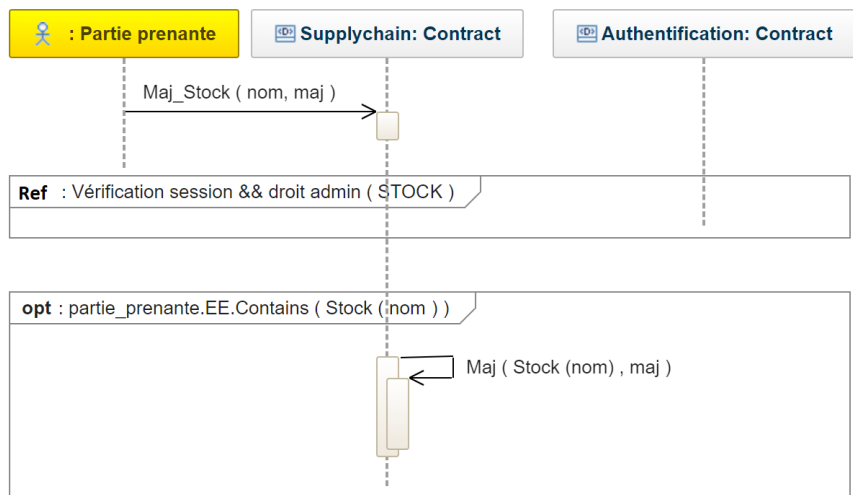 : Partie prenante
Supplychain: Contract
Authentification: Contract
Maj_Stock ( nom, maj )
Ref : Vérification session && droit admin ( STOCK )
opt : partie_prenante.EE.Contains ( Stock ( nom ) )
Maj ( Stock (nom) , maj )